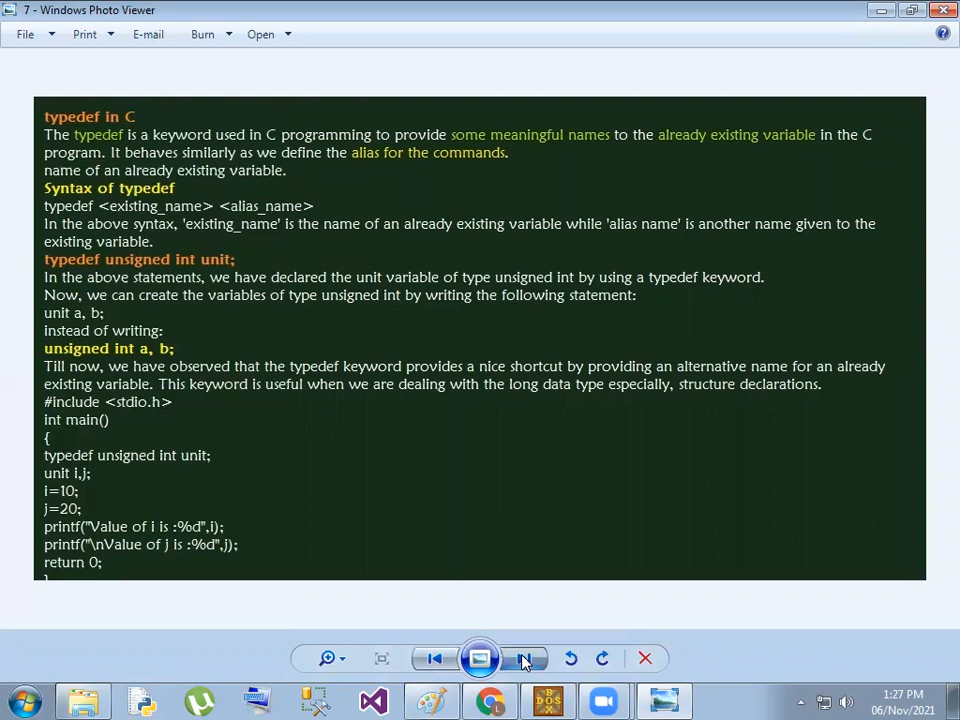 7 - Windows Photo Viewer
File Print E-mail Burn Open
typedef in C
The typedef is a keyword used in C programming to provide some meaningful names to the already existing variable in the C
program. It behaves similarly as we define the alias for the commands.
name of an already existing variable.
Syntax of typedef
typedef <existing_name> <alias_name>
In the above syntax, 'existing_name' is the name of an already existing variable while 'alias name' is another name given to the
existing variable.
typedef unsigned int unit;
In the above statements, we have declared the unit variable of type unsigned int by using a typedef keyword.
Now, we can create the variables of type unsigned int by writing the following statement:
unit a, b;
instead of writing:
unsigned int a, b;
Till now, we have observed that the typedef keyword provides a nice shortcut by providing an alternative name for an already
existing variable. This keyword is useful when we are dealing with the long data type especially, structure declarations.
#include <stdio.h>
int main()
{
typedef unsigned int unit;
unit i,j;
i=10;
j=20;
printf("Value of i is :%d",i);
printf("\nValue of j is :%d",j);
return 0;
}
1:27 PM
06/Nov/2021